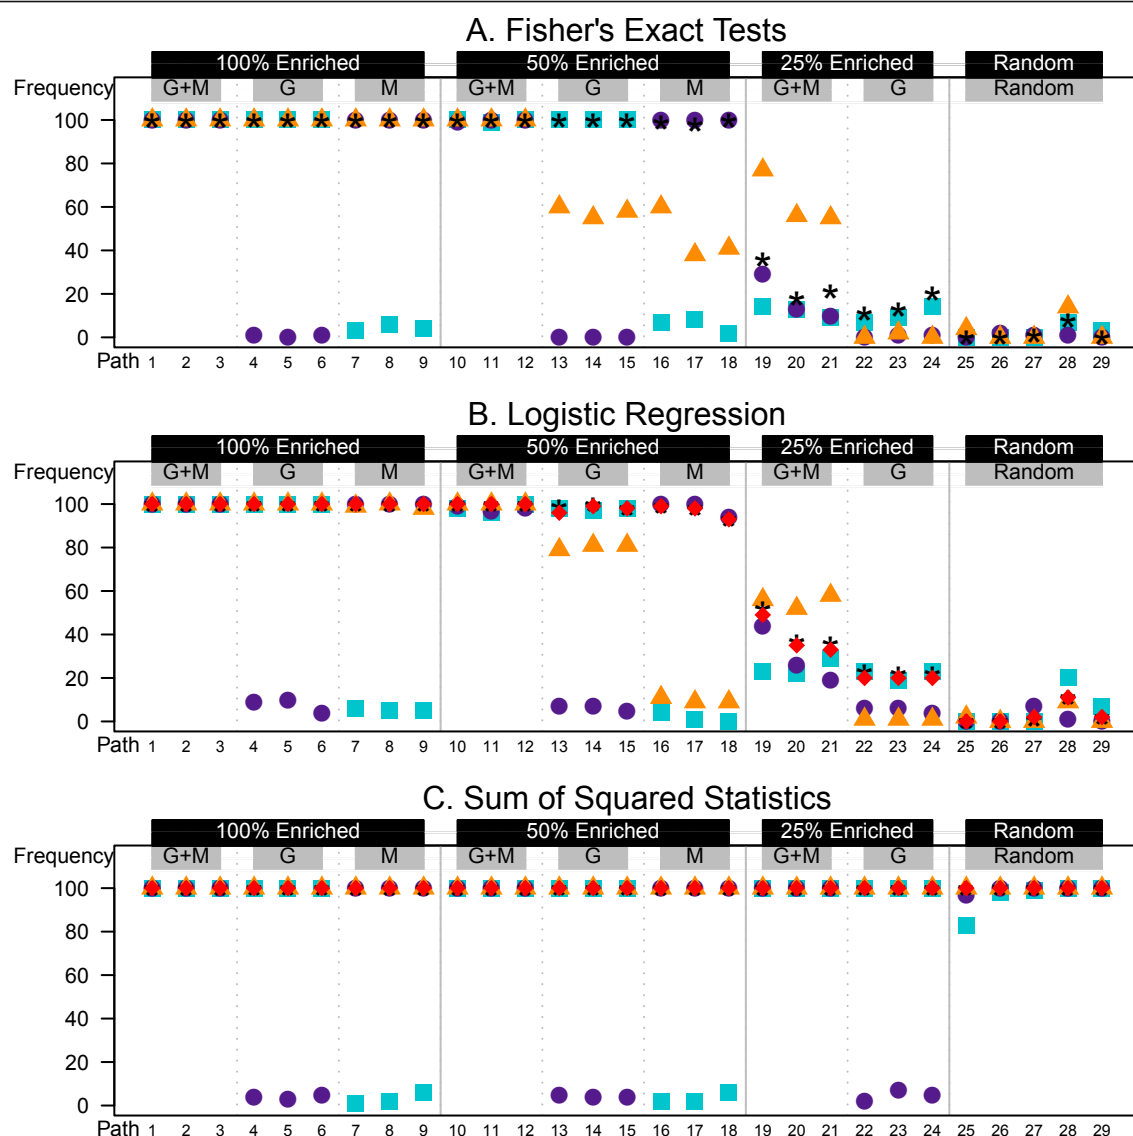 A. Fisher's Exact Tests
100% Enriched 50% Enriched 25% Enriched Random
Frequency G+M G M G+M G M G+M G Random
100
80
60
40
20
0
Path 1 2 3 4 5 6 7 8 9 10 11 12 13 14 15 16 17 18 19 20 21 22 23 24 25 26 27 28 29
B. Logistic Regression
100% Enriched 50% Enriched 25% Enriched Random
Frequency G+M G M G+M G M G+M G Random
100
80
60
40
20
0
Path 1 2 3 4 5 6 7 8 9 10 11 12 13 14 15 16 17 18 19 20 21 22 23 24 25 26 27 28 29
C. Sum of Squared Statistics
100% Enriched 50% Enriched 25% Enriched Random
Frequency G+M G M G+M G M G+M G Random
100
80
60
40
20
0
Path 1 2 3 4 5 6 7 8 9 10 11 12 13 14 15 16 17 18 19 20 21 22 23 24 25 26 27 28 29